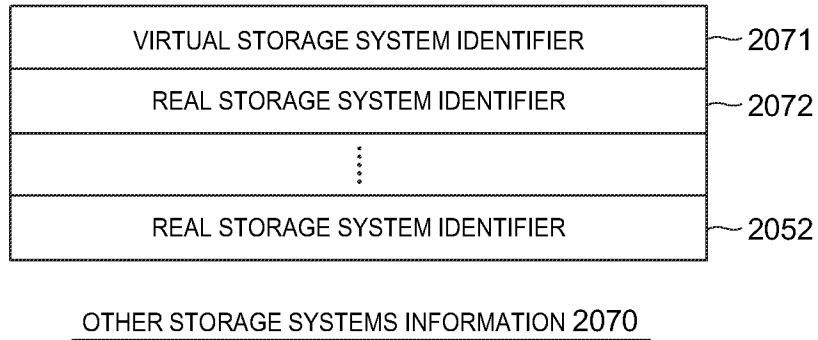 VIRTUAL STORAGE SYSTEM IDENTIFIER 2071
REAL STORAGE SYSTEM IDENTIFIER 2072
REAL STORAGE SYSTEM IDENTIFIER 2052
OTHER STORAGE SYSTEMS INFORMATION 2070